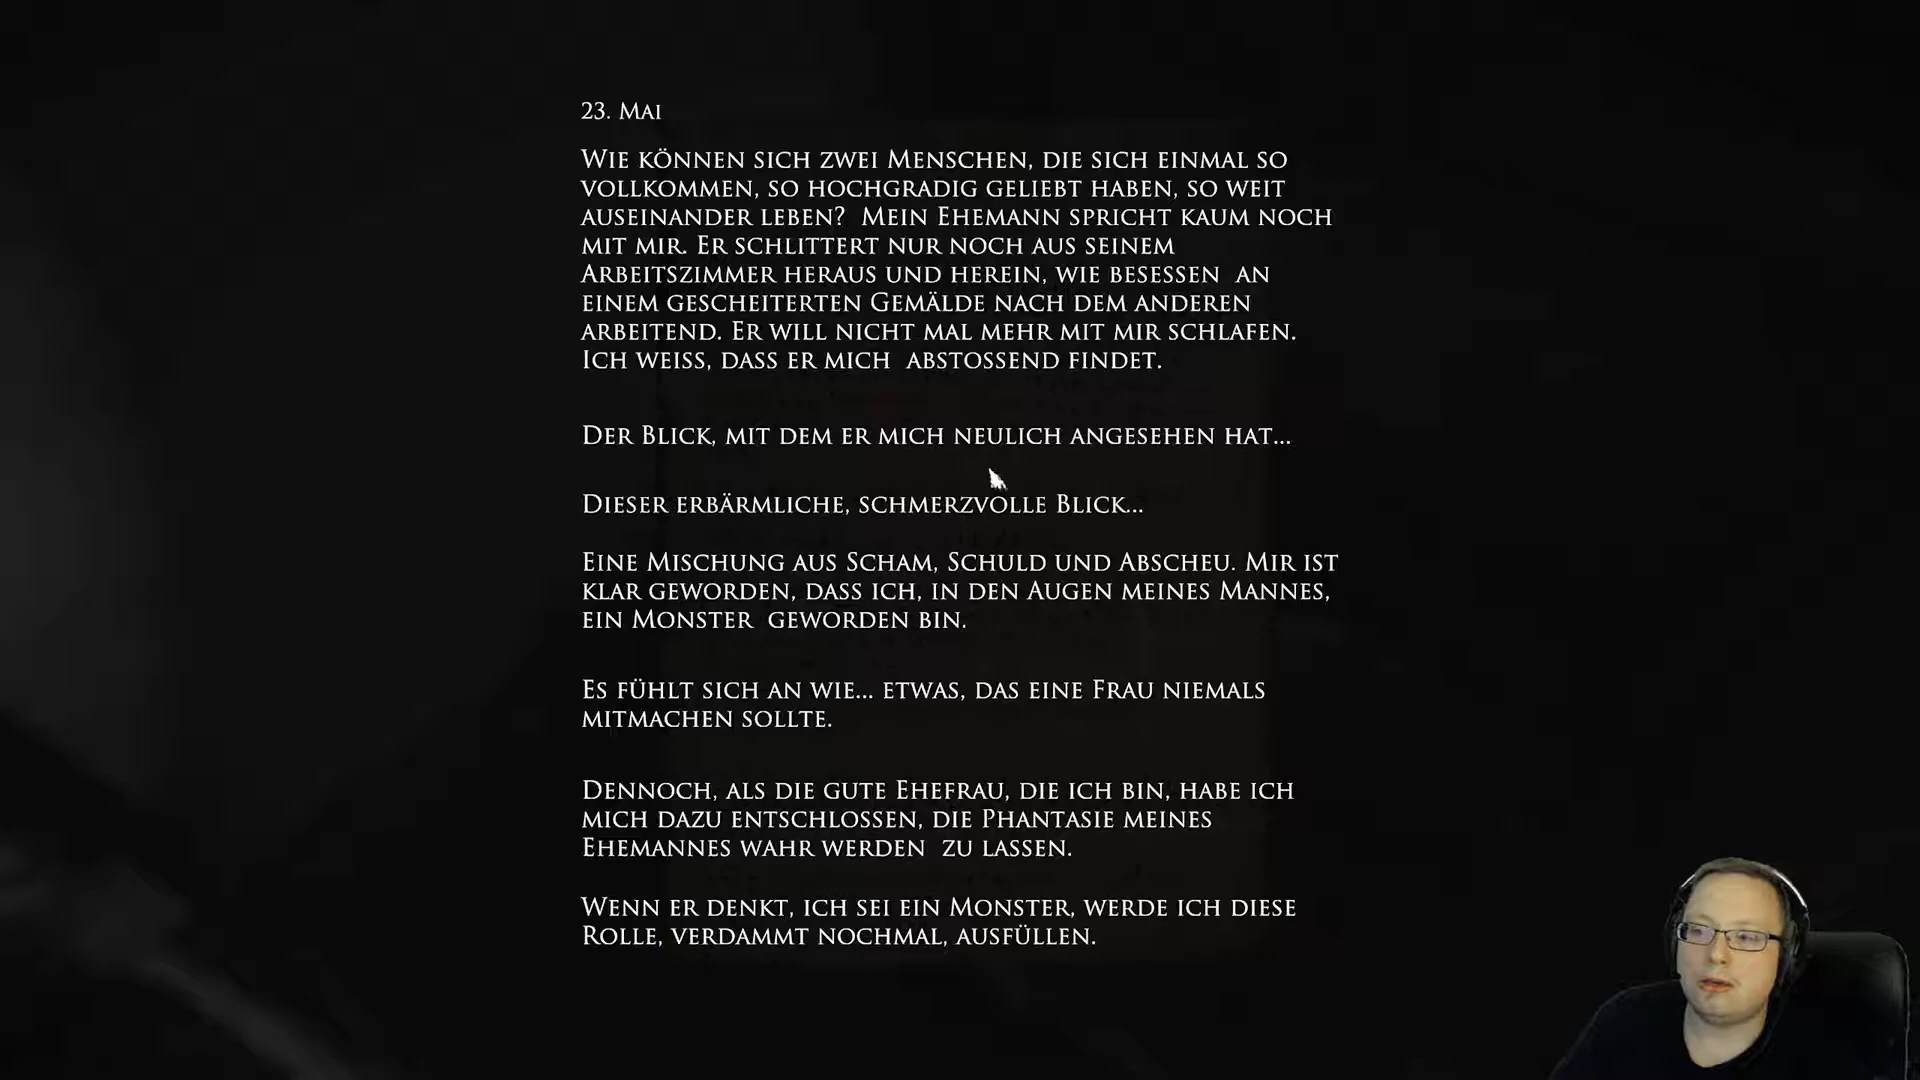 23. Mai
Wie können sich zwei Menschen, die sich einmal so
vollkommen, so hochgradig geliebt haben, so weit
auseinander leben?  Mein Ehemann spricht kaum noch
mit mir. Er schlittert nur noch aus seinem
Arbeitszimmer heraus und herein, wie besessen  an
einem gescheiterten Gemälde nach dem anderen
arbeitend. Er will nicht mal mehr mit mir schlafen.
Ich weiss, dass er mich  abstossend findet.
Der Blick, mit dem er mich neulich angesehen hat...
Dieser erbärmliche, schmerzvolle Blick...
Eine Mischung aus Scham, Schuld und Abscheu. Mir ist
klar geworden, dass ich, in den Augen meines Mannes,
ein Monster  geworden bin.
Es fühlt sich an wie... etwas, das eine Frau niemals
mitmachen sollte.
Dennoch, als die gute Ehefrau, die ich bin, habe ich
mich dazu entschlossen, die Phantasie meines
Ehemannes wahr werden  zu lassen.
Wenn er denkt, ich sei ein Monster, werde ich diese
Rolle, verdammt nochmal, ausfüllen.